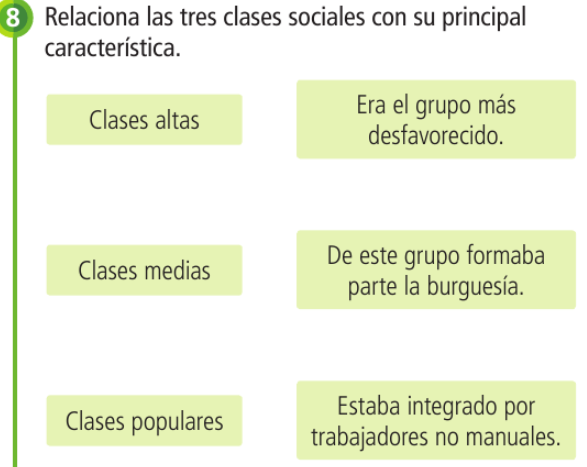 8 Relaciona las tres clases sociales con su principal
característica.
Clases altas
Era el grupo más
desfavorecido.
Clases medias
De este grupo formaba
parte la burguesía.
Clases populares
Estaba integrado por
trabajadores no manuales.